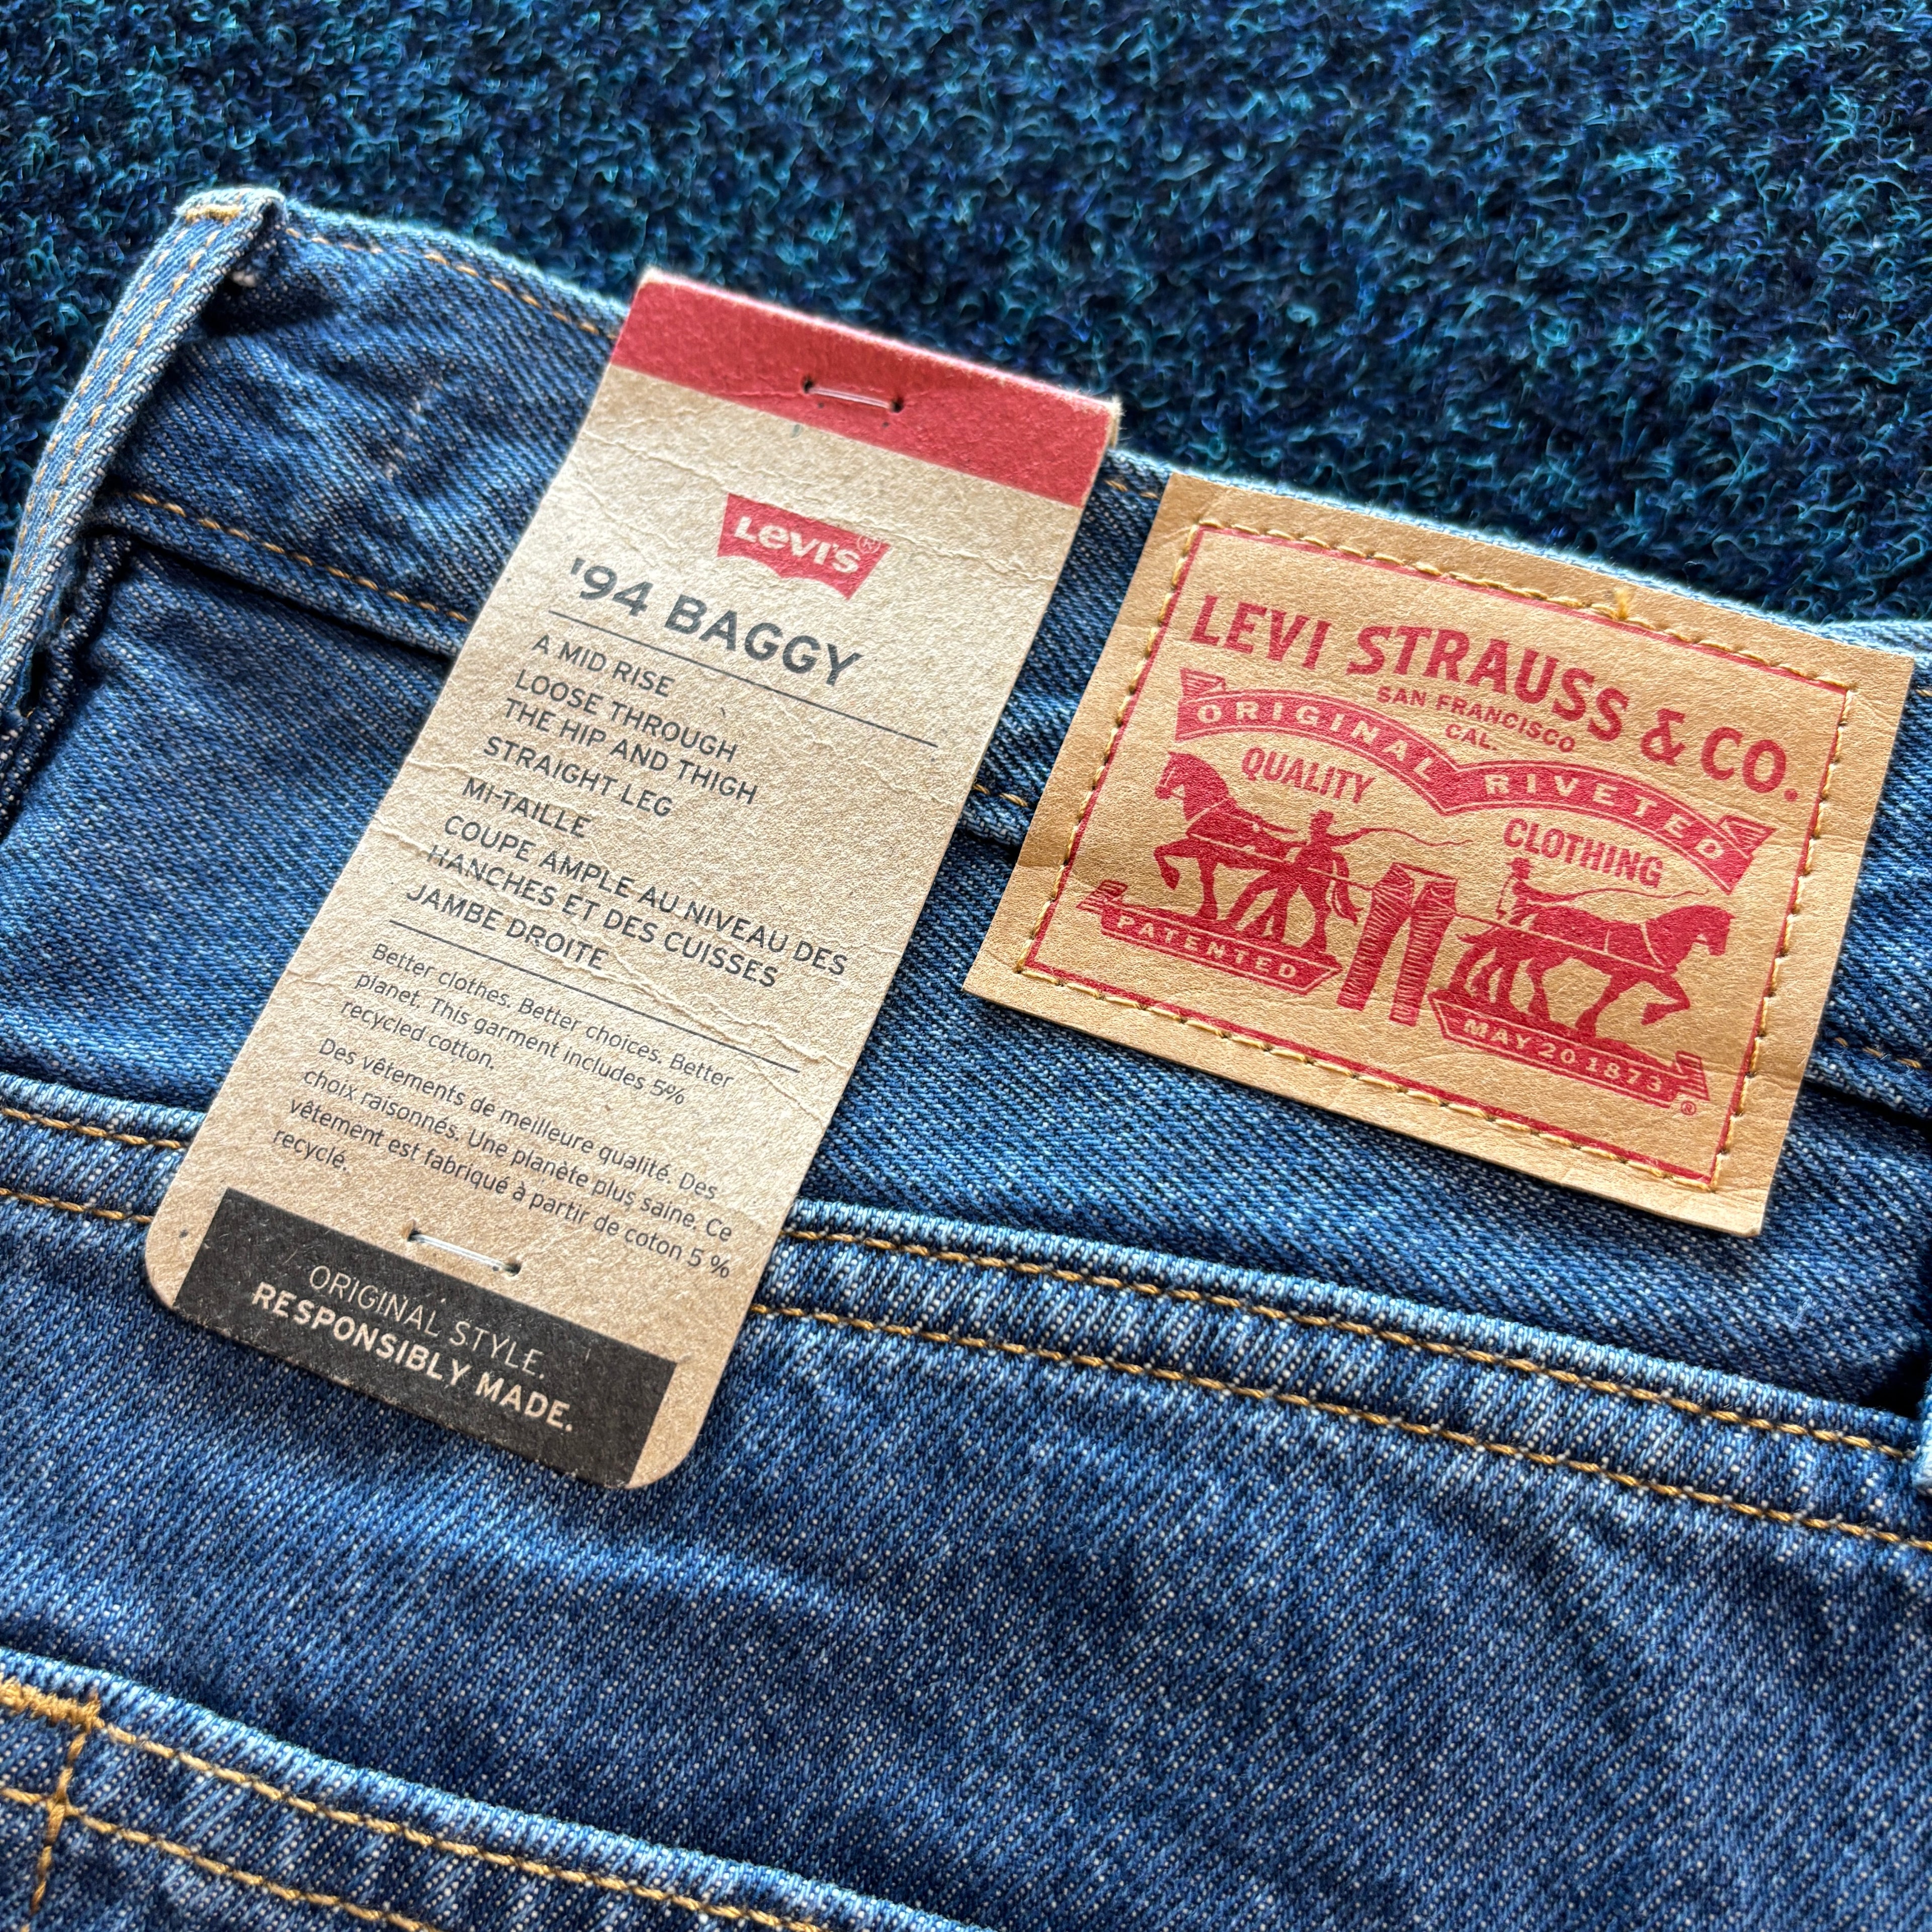 Levi's®
'94 BAGGY
A MID RISE
LOOSE THROUGH
THE HIP AND THIGH
STRAIGHT LEG
MI-TAILLE
COUPE AMPLE AU NIVEAU DES
HANCHES ET DES CUISSES
JAMBE DROITE
Better clothes. Better choices. Better
planet. This garment includes 5%
recycled cotton.
Des vêtements de meilleure qualité. Des
choix raisonnés. Une planète plus saine. Ce
vêtement est fabriqué à partir de coton 5 %
recyclé.
ORIGINAL STYLE.
RESPONSIBLY MADE.
LEVI STRAUSS & CO.
SAN FRANCISCO
CAL.
ORIGINAL RIVETED
QUALITY
CLOTHING
PATENTED
MAY 20 1873
®